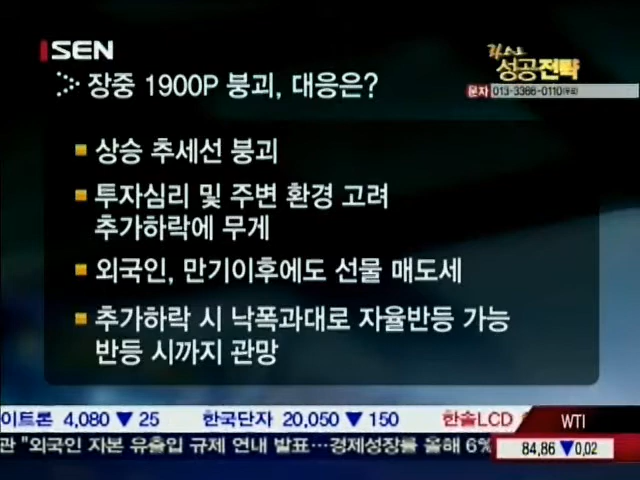 SEN
성공전략
장중 1900P 붕괴, 대응은?
문자 013-3366-0110
상승 추세선 붕괴
투자심리 및 주변 환경 고려
추가하락에 무게
외국인, 만기이후에도 선물 매도세
추가하락 시 낙폭과대로 자율반등 가능
반등 시까지 관망
이트론 4,080 ▼ 25 한국단자 20,050 ▼ 150 한솔LCD
WTI
관 "외국인 자본 유출입 규제 연내 발표…경제성장률 올해 6%
84,86 ▼0,02